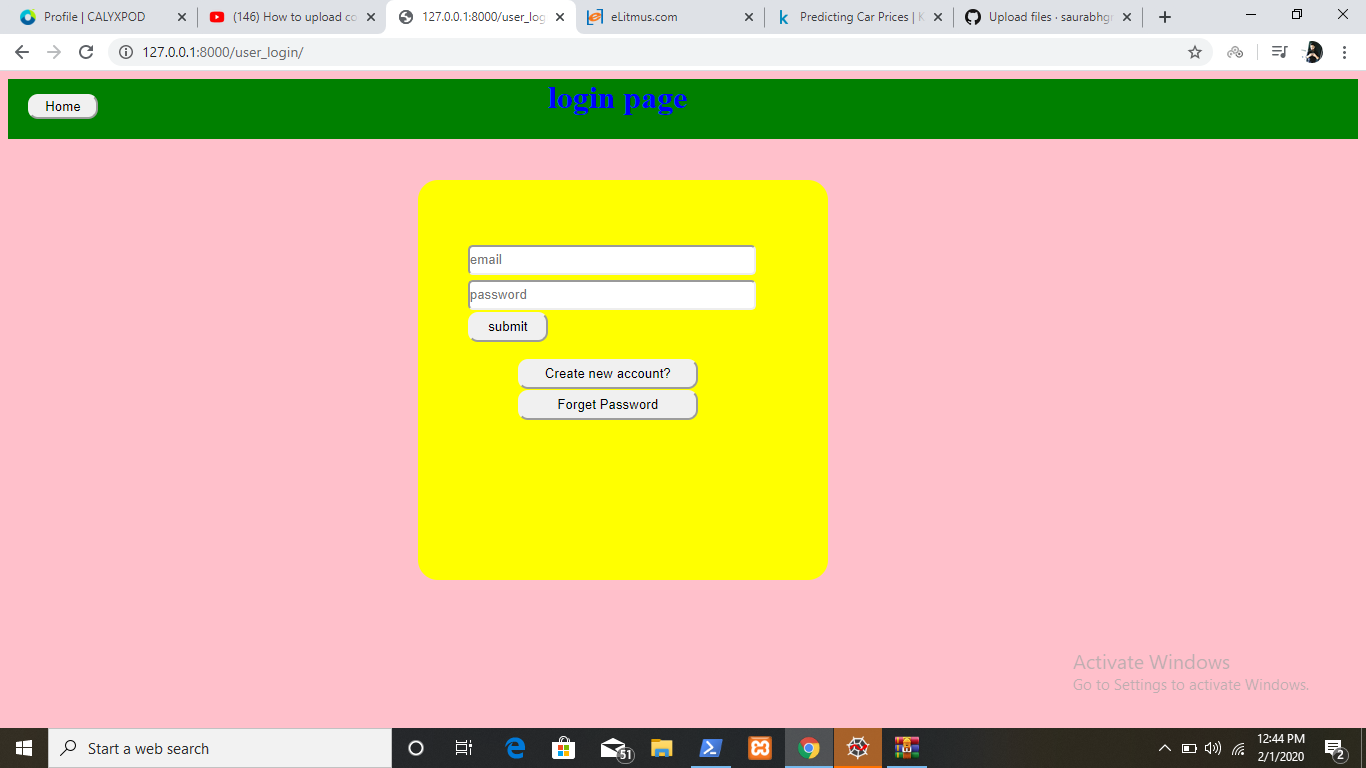 Profile | CALYXPOD
(146) How to upload co
127.0.0.1:8000/user_log
eLitmus.com
Predicting Car Prices | K
Upload files · saurabhgr
127.0.0.1:8000/user_login/
Home
login page
email
password
submit
Create new account?
Forget Password
Activate Windows
Go to Settings to activate Windows.
Start a web search
51
12:44 PM
2/1/2020
2